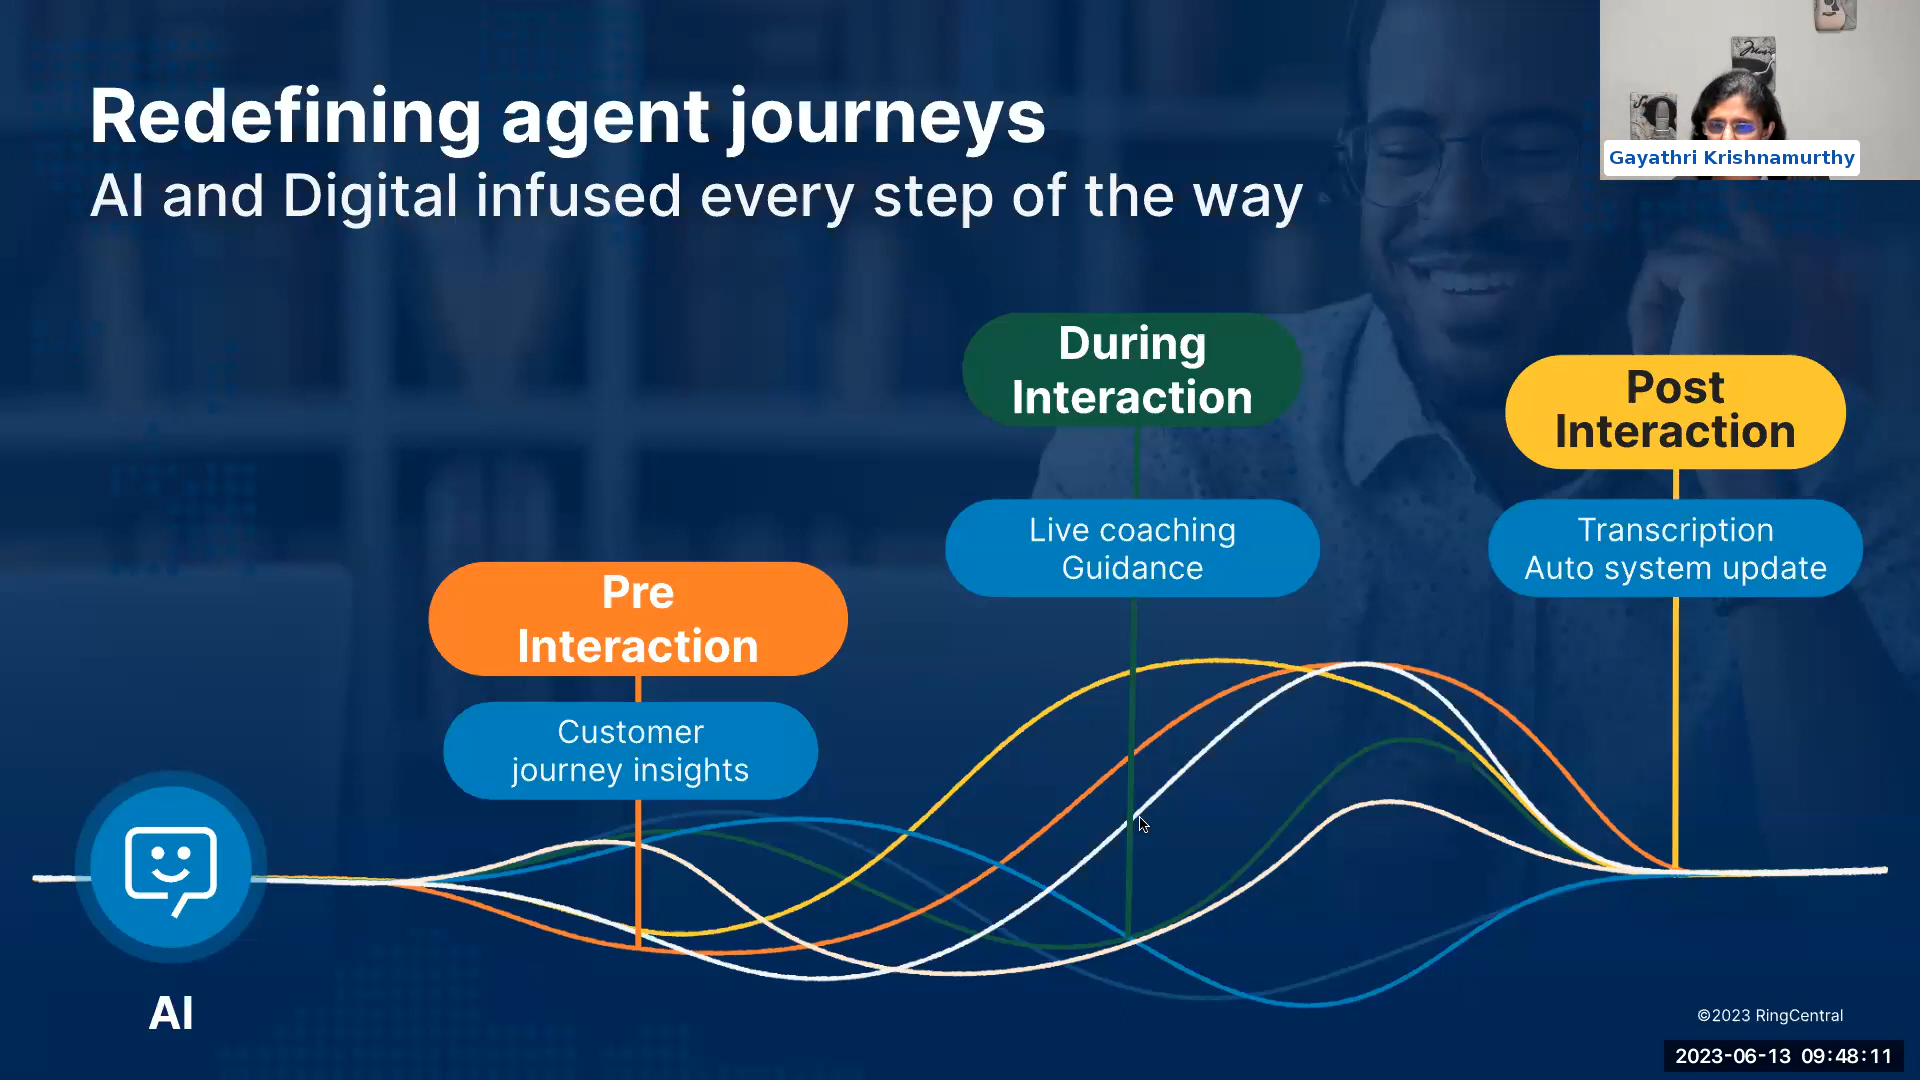 Redefining agent journeys
AI and Digital infused every step of the way
Gayathri Krishnamurthy
During
Interaction
Live coaching
Guidance
Post
Interaction
Transcription
Auto system update
Pre
Interaction
Customer
journey insights
AI
©2023 RingCentral
2023-06-13 09:48:11